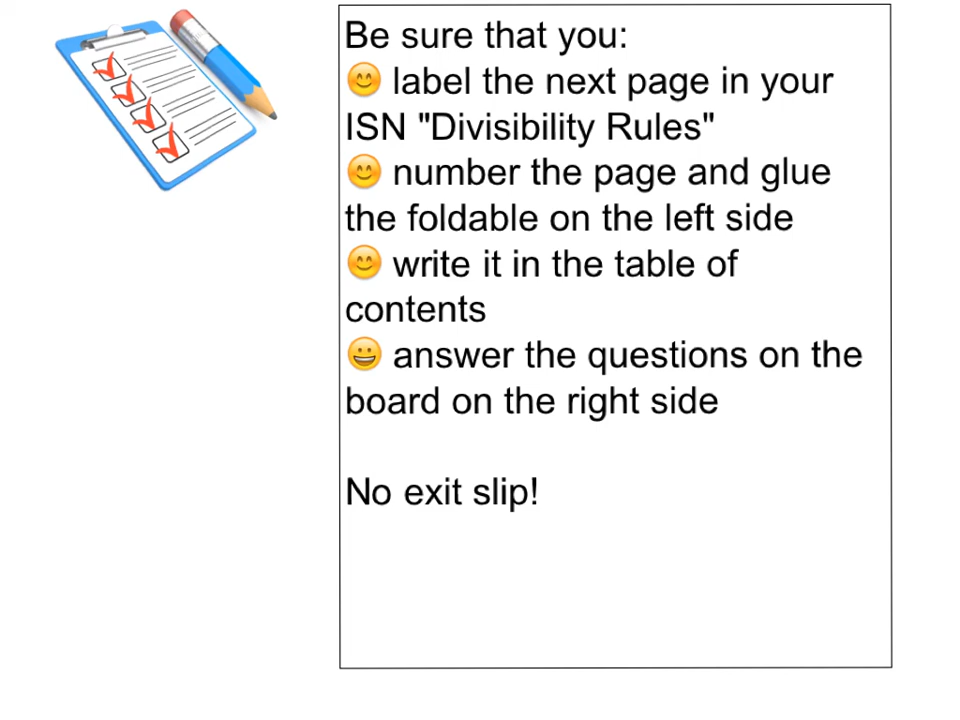 Be sure that you:
😊 label the next page in your
ISN "Divisibility Rules"
😊 number the page and glue
the foldable on the left side
😊 write it in the table of
contents
😀 answer the questions on the
board on the right side
No exit slip!